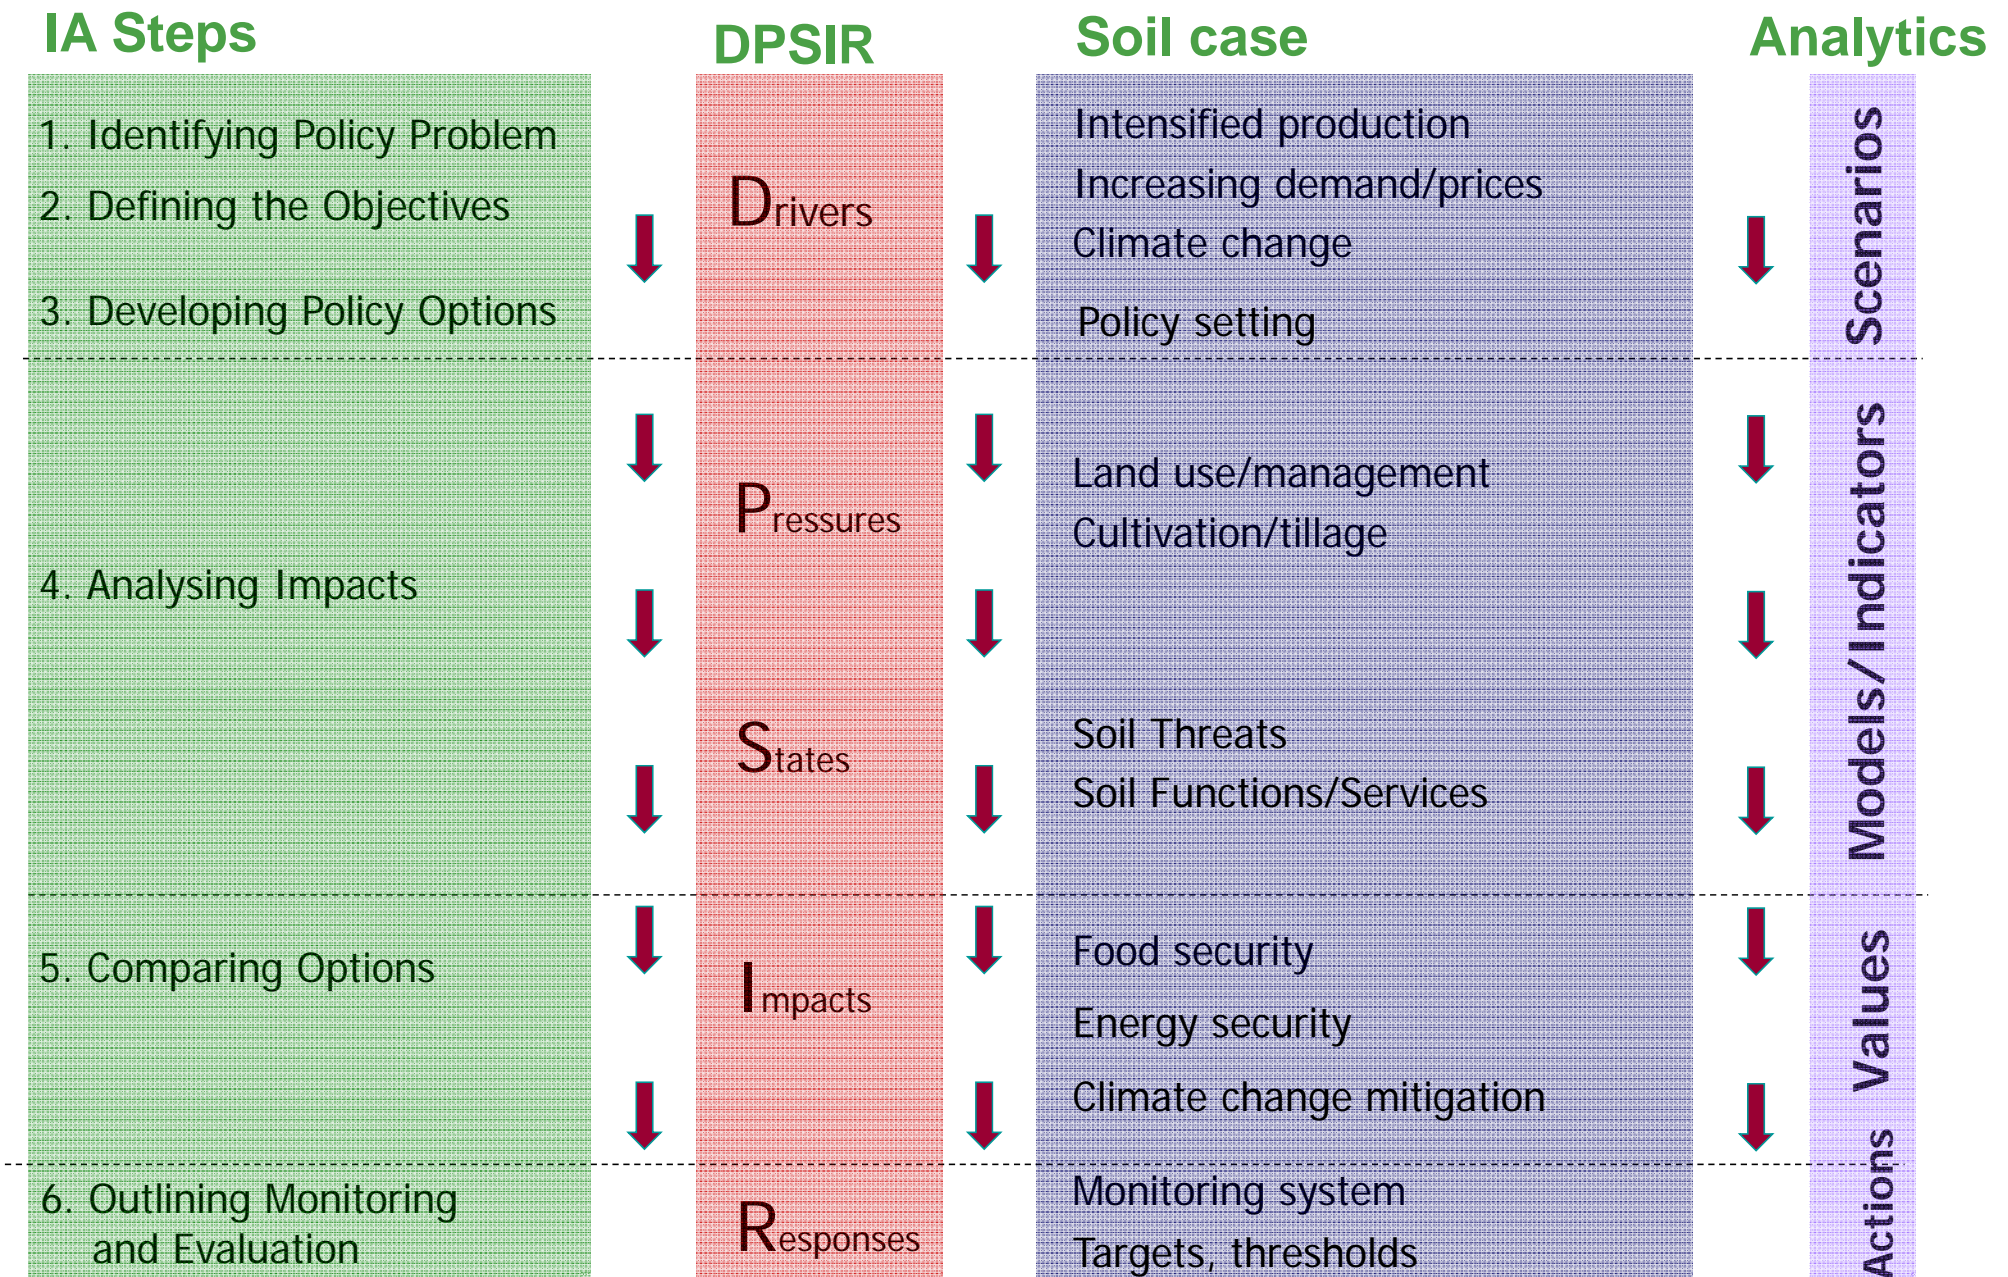 IA Steps
DPSIR
Soil case
Analytics
1. Identifying Policy Problem
2. Defining the Objectives
3. Developing Policy Options
Drivers
Intensified production
Increasing demand/prices
Climate change
Policy setting
Scenarios
4. Analysing Impacts
Pressures
States
Land use/management
Cultivation/tillage
Soil Threats
Soil Functions/Services
Models/Indicators
5. Comparing Options
Impacts
Food security
Energy security
Climate change mitigation
Values
6. Outlining Monitoring
and Evaluation
Responses
Monitoring system
Targets, thresholds
Actions